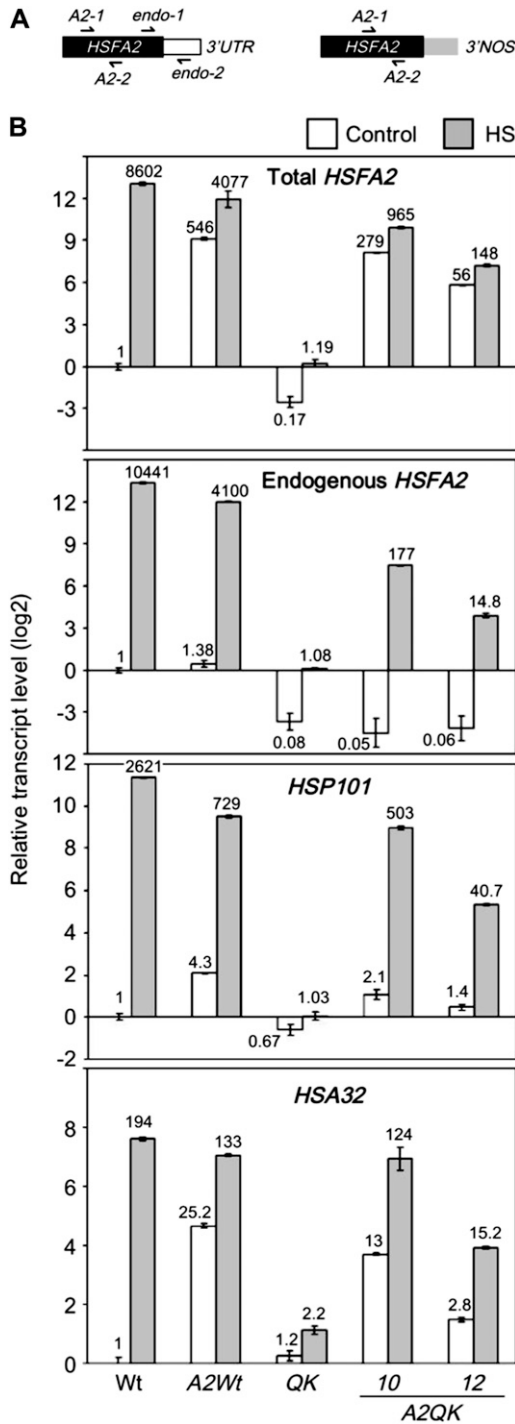 A
A2-1 endo-1
HSFA2 3'UTR
A2-2 endo-2
A2-1
HSFA2 3'NOS
A2-2
B
Control HS
Relative transcript level (log2)
Total HSFA2
12
9
6
3
0
-3
1 8602
546 4077
0.17 1.19
279 965
56 148
Endogenous HSFA2
12
9
6
3
0
-3
1 10441
1.38 4100
0.08 1.08
0.05 177
0.06 14.8
HSP101
12
10
8
6
4
2
0
-2
1 2621
4.3 729
0.67 1.03
2.1 503
1.4 40.7
HSA32
8
6
4
2
0
1 194
25.2 133
1.2 2.2
13 124
2.8 15.2
Wt A2Wt QK 10 12
A2QK